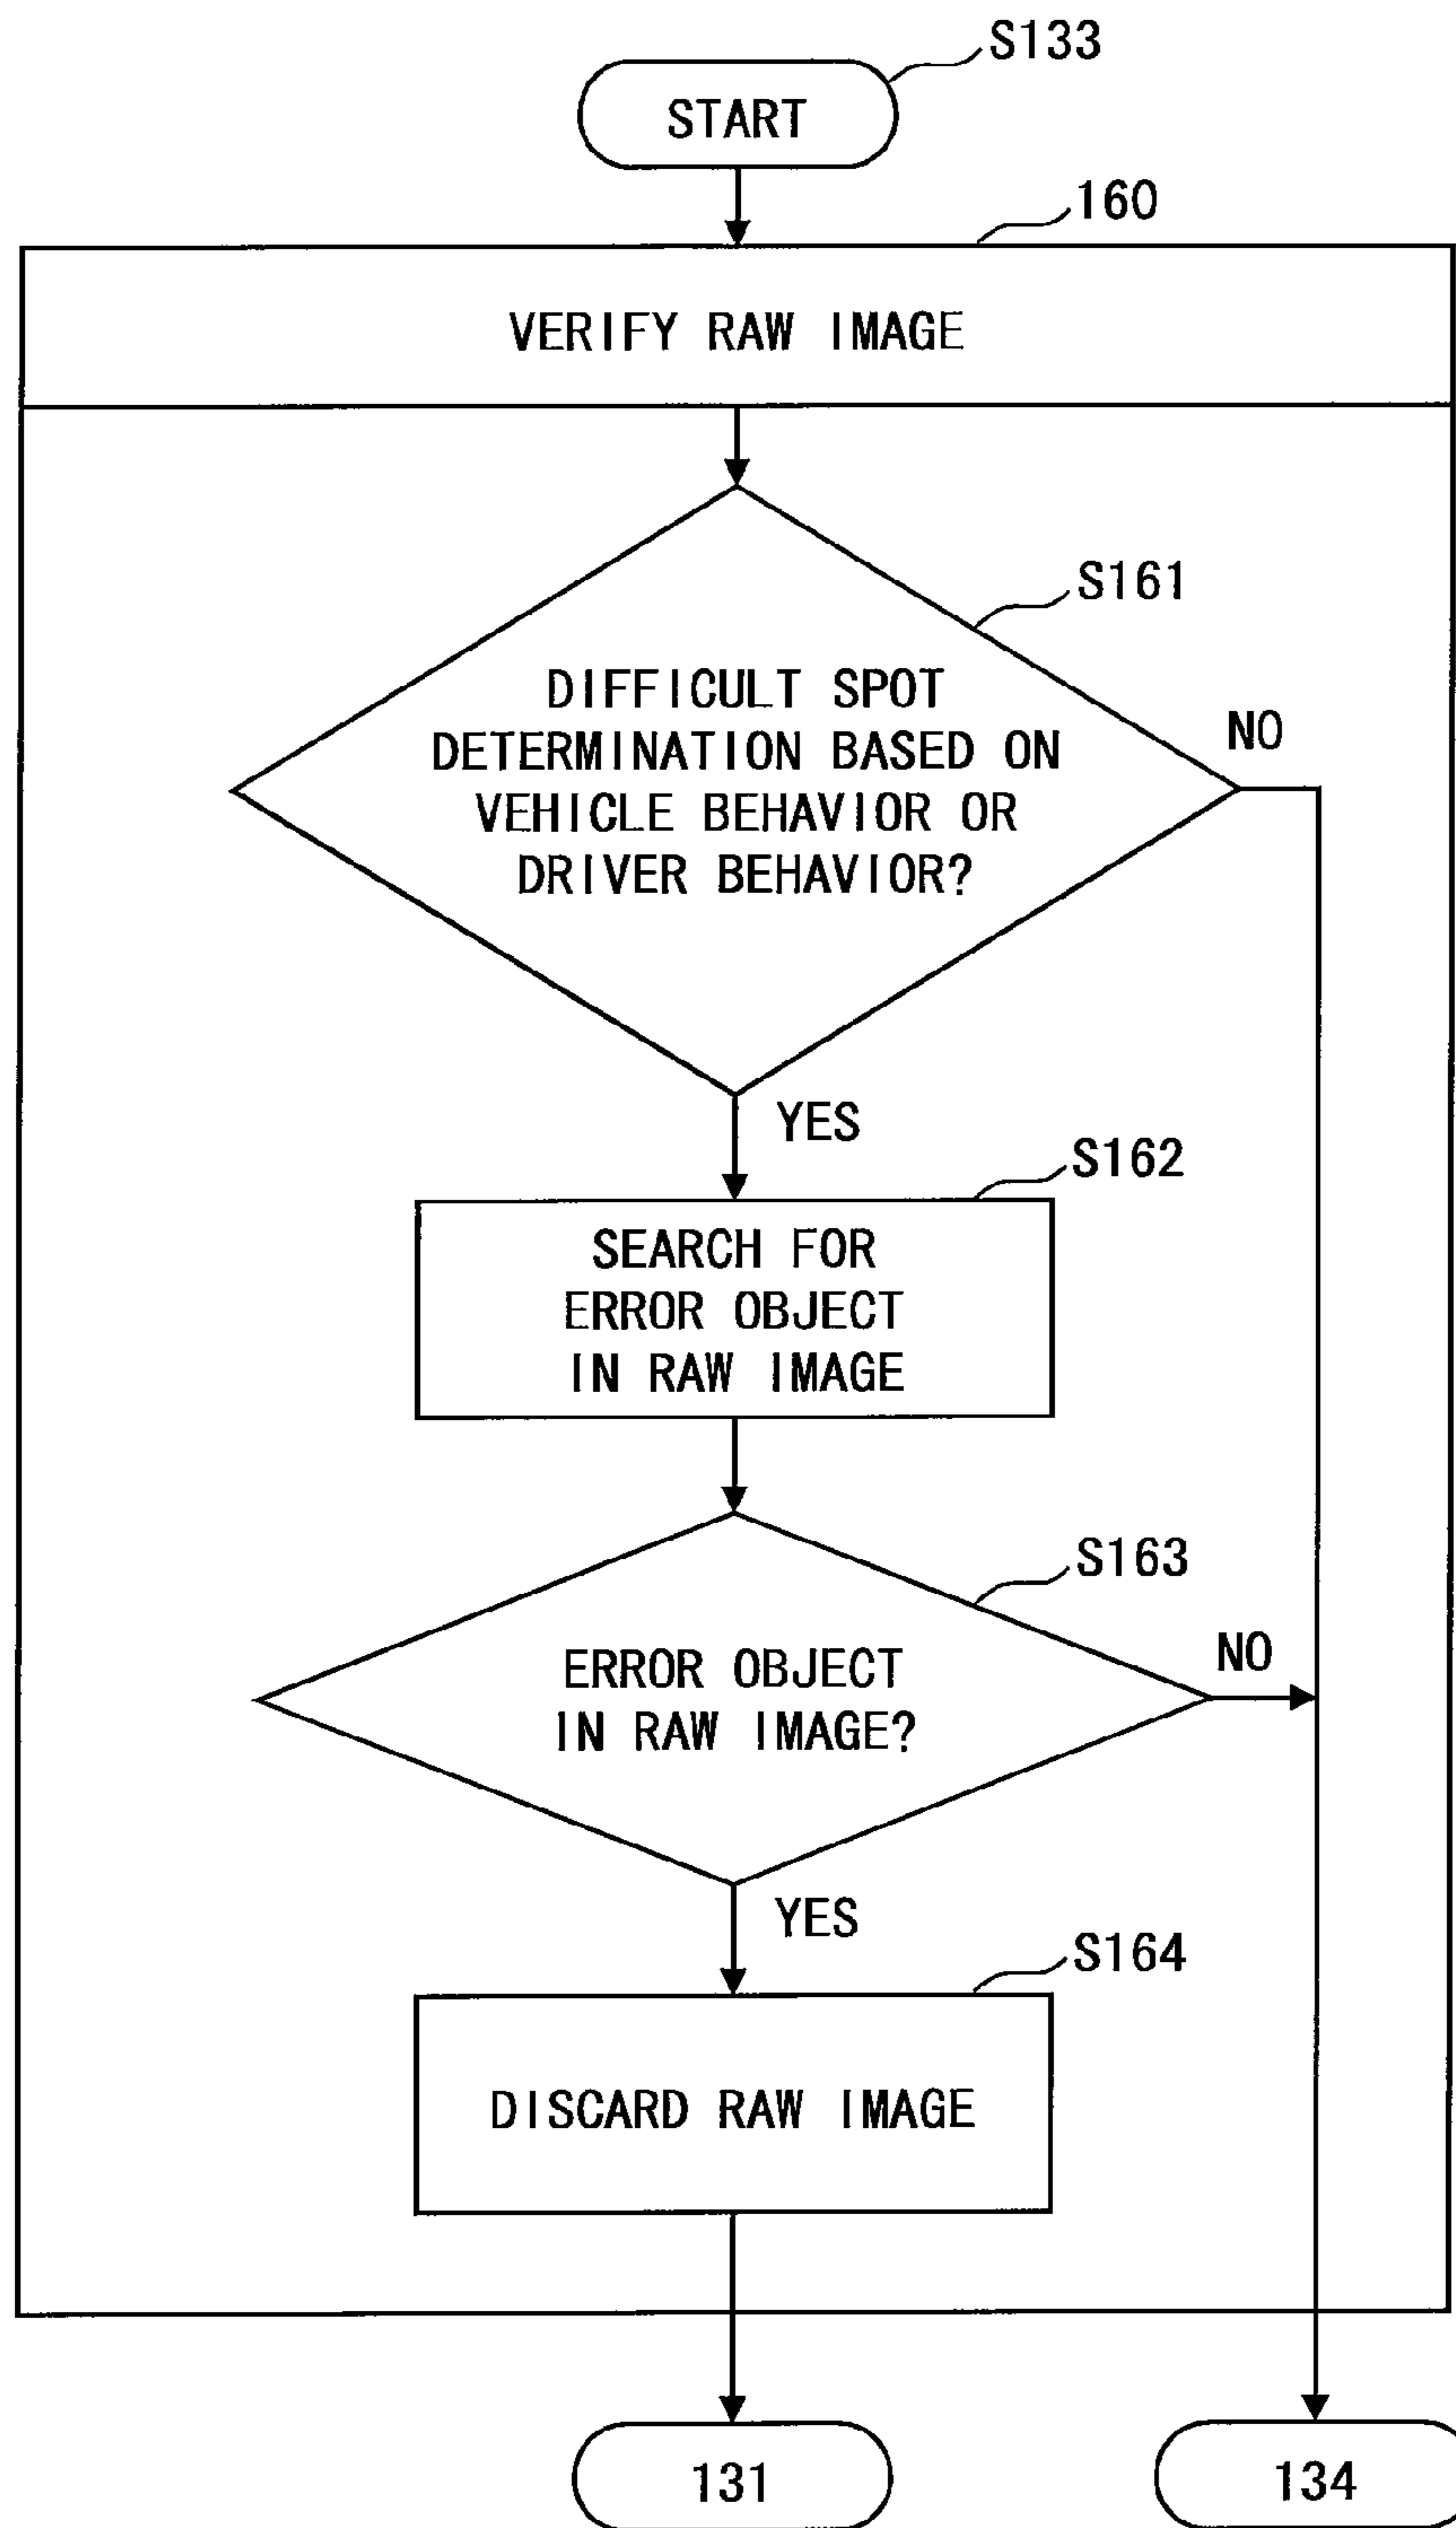 S133
START
160
VERIFY RAW IMAGE
S161
DIFFICULT SPOT
DETERMINATION BASED ON
VEHICLE BEHAVIOR OR
DRIVER BEHAVIOR?
NO
YES
S162
SEARCH FOR
ERROR OBJECT
IN RAW IMAGE
S163
ERROR OBJECT
IN RAW IMAGE?
NO
YES
S164
DISCARD RAW IMAGE
131
134